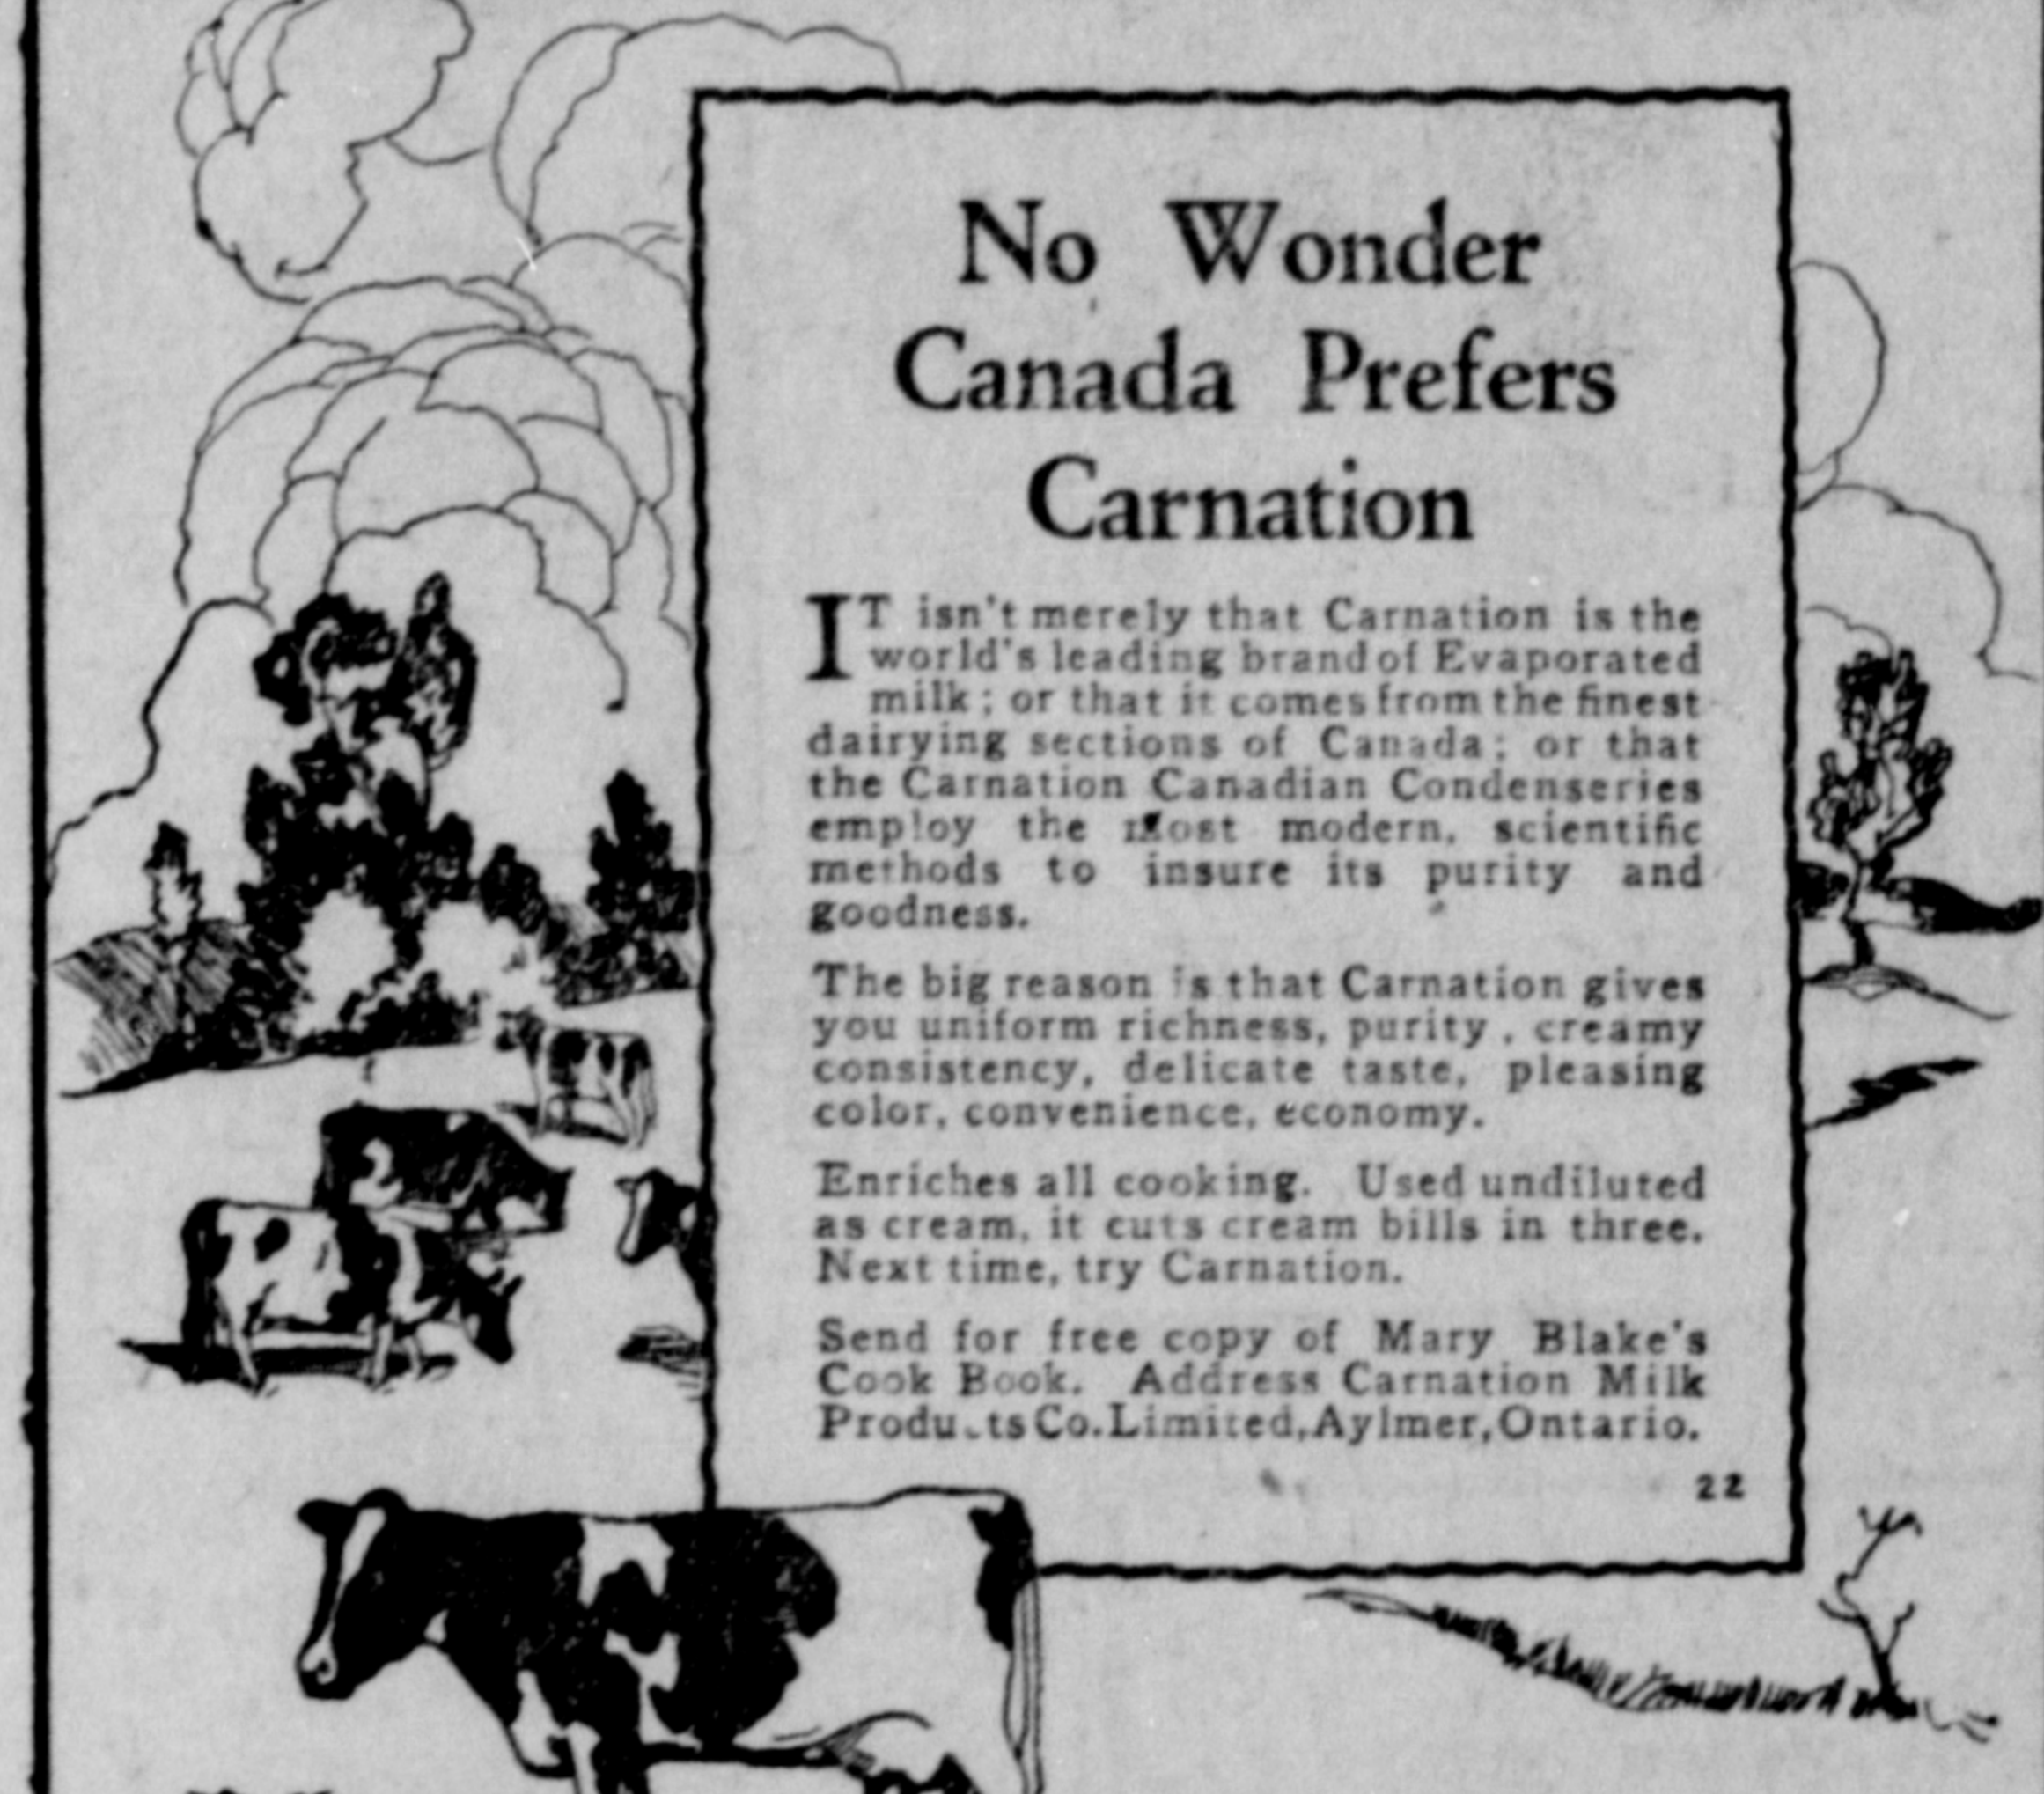 No Wonder
Canada Prefers
Carnation
IT isn't merely that Carnation is the
world's leading brand of Evaporated
milk; or that it comes from the finest
dairying sections of Canada; or that
the Carnation Canadian Condenseries
employ the most modern, scientific
methods to insure its purity and
goodness.
The big reason is that Carnation gives
you uniform richness, purity, creamy
consistency, delicate taste, pleasing
color, convenience, economy.
Enriches all cooking. Used undiluted
as cream, it cuts cream bills in three.
Next time, try Carnation.
Send for free copy of Mary Blake's
Cook Book. Address Carnation Milk
Products Co. Limited, Aylmer, Ontario.
22